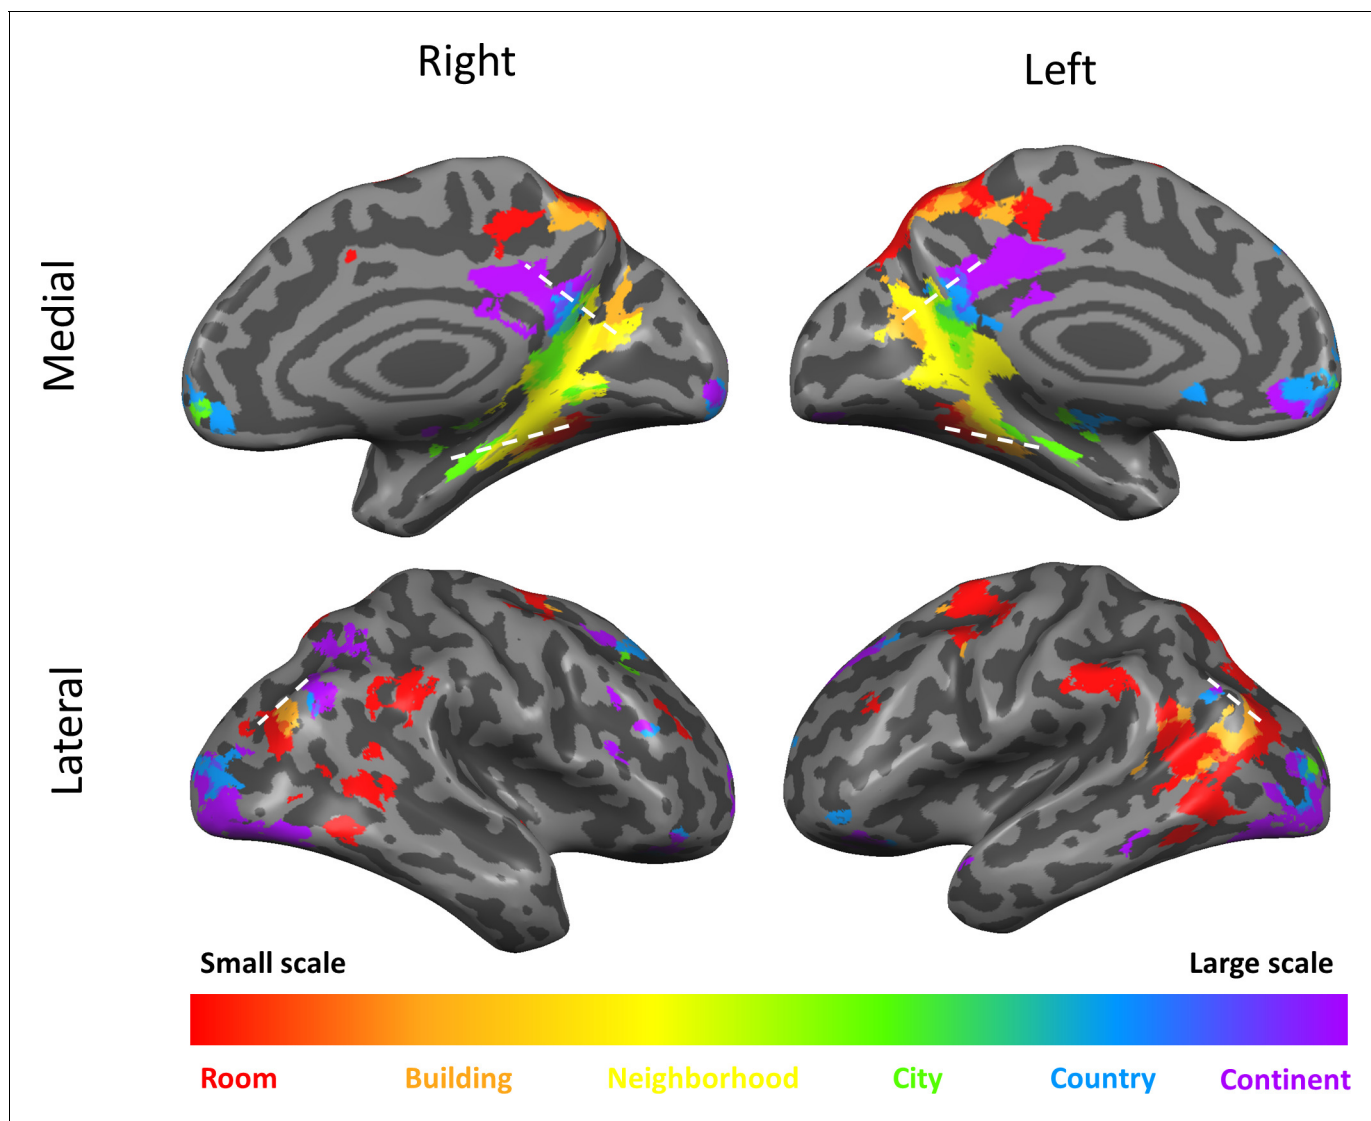 Right
Left
Medial
Lateral
Small scale
Large scale
Room
Building
Neighborhood
City
Country
Continent